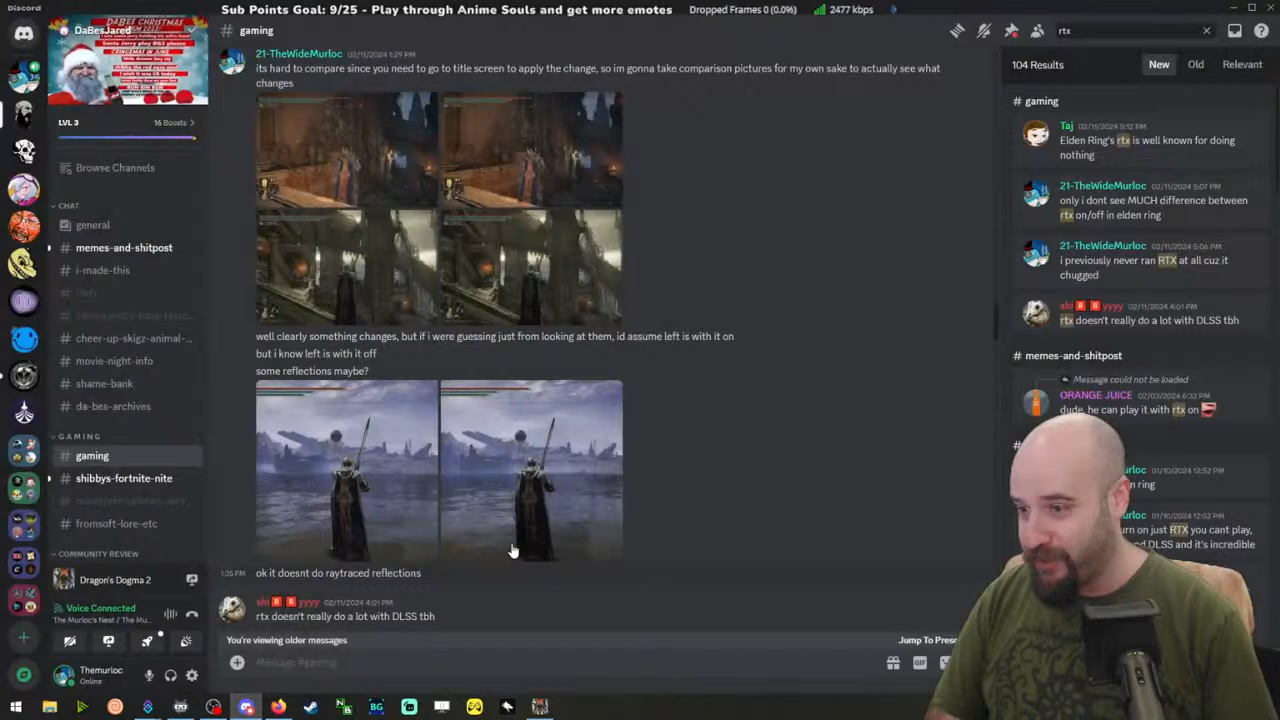 Discord
Sub Points Goal: 9/25 - Play through Anime Souls and get more emotes
Dropped Frames 0 (0.0%)
2477 kbps
DaBesJared
LVL 3
16 Boosts
Browse Channels
CHAT
general
memes-and-shitpost
i-made-this
cheer-up-skigz-animal-...
movie-night-info
shame-bank
da-bes-archives
GAMING
gaming
shibbys-fortnite-nite
fromsoft-lore-etc
COMMUNITY REVIEW
Dragon's Dogma 2
Voice Connected
The Murloc's Nest / The Mu...
Themurloc
Online
gaming
21-TheWideMurloc 02/11/2024 1:29 PM
its hard to compare since you need to go to title screen to apply the settings. i'm gonna take comparison pictures for my own sake to actually see what
changes
well clearly something changes, but if i were guessing just from looking at them, id assume left is with it on
but i know left is with it off
some reflections maybe?
1:35 PM ok it doesnt do raytraced reflections
shi B B yyyy 02/11/2024 4:01 PM
rtx doesn't really do a lot with DLSS tbh
You're viewing older messages
Message #gaming
rtx
104 Results
New
Old
Relevant
# gaming
Taj 02/11/2024 5:12 PM
Elden Ring's rtx is well known for doing
nothing
21-TheWideMurloc 02/11/2024 5:07 PM
only i dont see MUCH difference between
rtx on/off in elden ring
21-TheWideMurloc 02/11/2024 5:06 PM
i previously never ran RTX at all cuz it
chugged
shi B B yyyy 02/11/2024 4:01 PM
rtx doesn't really do a lot with DLSS tbh
# memes-and-shitpost
Message could not be loaded
ORANGE JUICE 02/03/2024 6:32 PM
dude, he can play it with rtx on
01/10/2024 12:52 PM
01/10/2024 12:52 PM